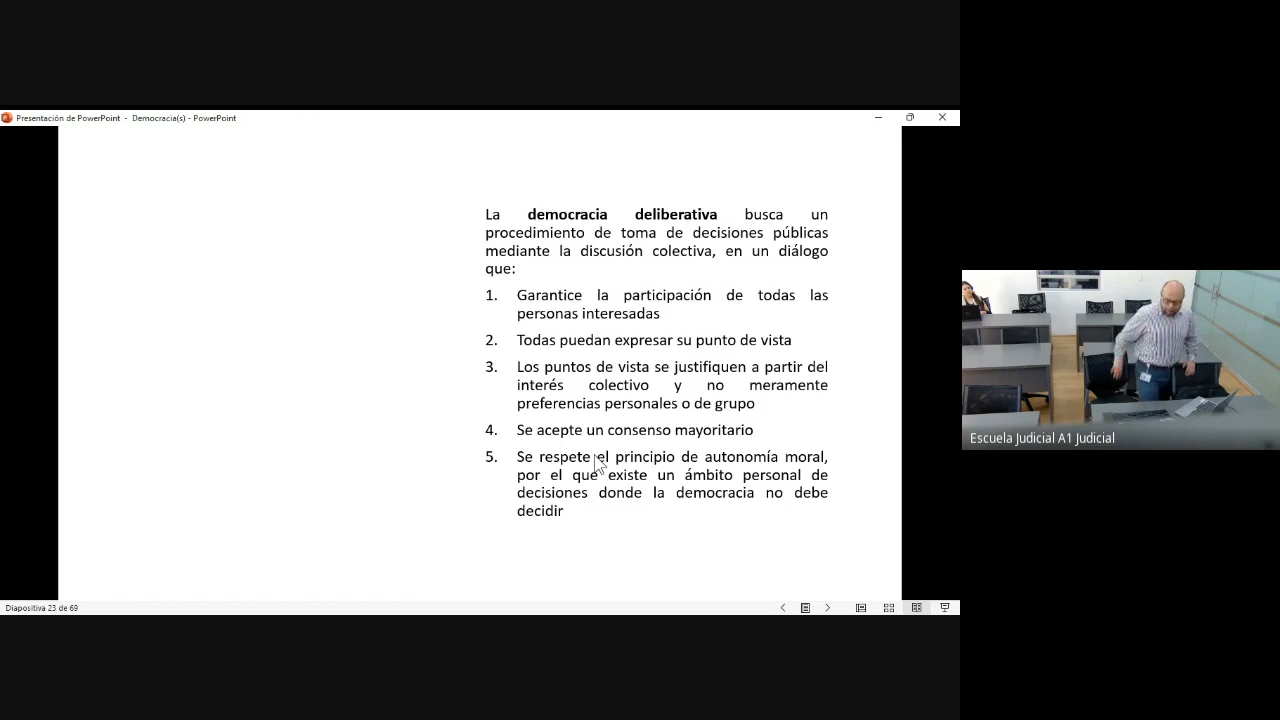 Presentación de PowerPoint - Democracia(s) - PowerPoint
La democracia deliberativa busca un
procedimiento de toma de decisiones públicas
mediante la discusión colectiva, en un diálogo
que:
1. Garantice la participación de todas las
personas interesadas
2. Todas puedan expresar su punto de vista
3. Los puntos de vista se justifiquen a partir del
interés colectivo y no meramente
preferencias personales o de grupo
4. Se acepte un consenso mayoritario
5. Se respete el principio de autonomía moral,
por el que existe un ámbito personal de
decisiones donde la democracia no debe
decidir
Escuela Judicial A1 Judicial
Diapositiva 23 de 69